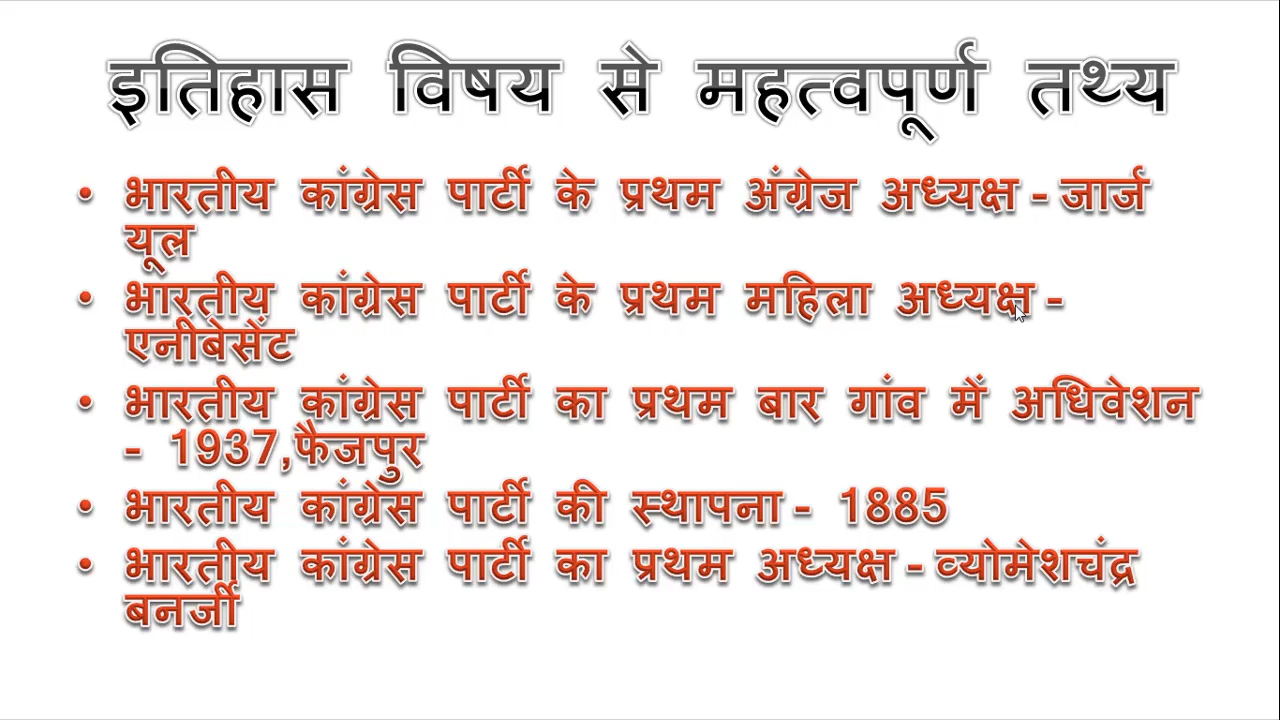 इतिहास विषय से महत्वपूर्ण तथ्य
• भारतीय कांग्रेस पार्टी के प्रथम अंग्रेज अध्यक्ष - जार्ज
यूल
• भारतीय कांग्रेस पार्टी के प्रथम महिला अध्यक्ष -
एनीबेसेंट
• भारतीय कांग्रेस पार्टी का प्रथम बार गांव में अधिवेशन
- 1937,फैजपुर
• भारतीय कांग्रेस पार्टी की स्थापना - 1885
• भारतीय कांग्रेस पार्टी का प्रथम अध्यक्ष - व्योमेशचंद्र
बनर्जी